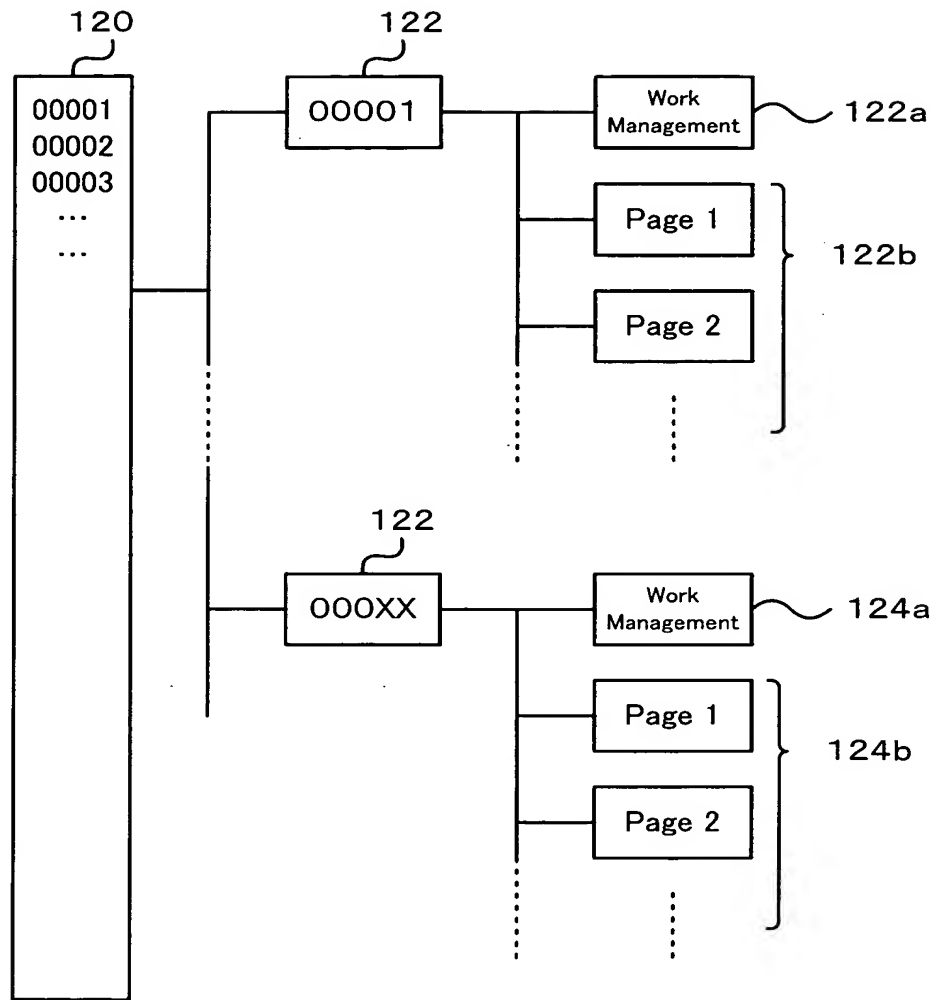 120
00001
00002
00003
...
...
122
00001
Work
Management
122a
Page 1
Page 2
122b
122
000XX
Work
Management
124a
Page 1
Page 2
124b